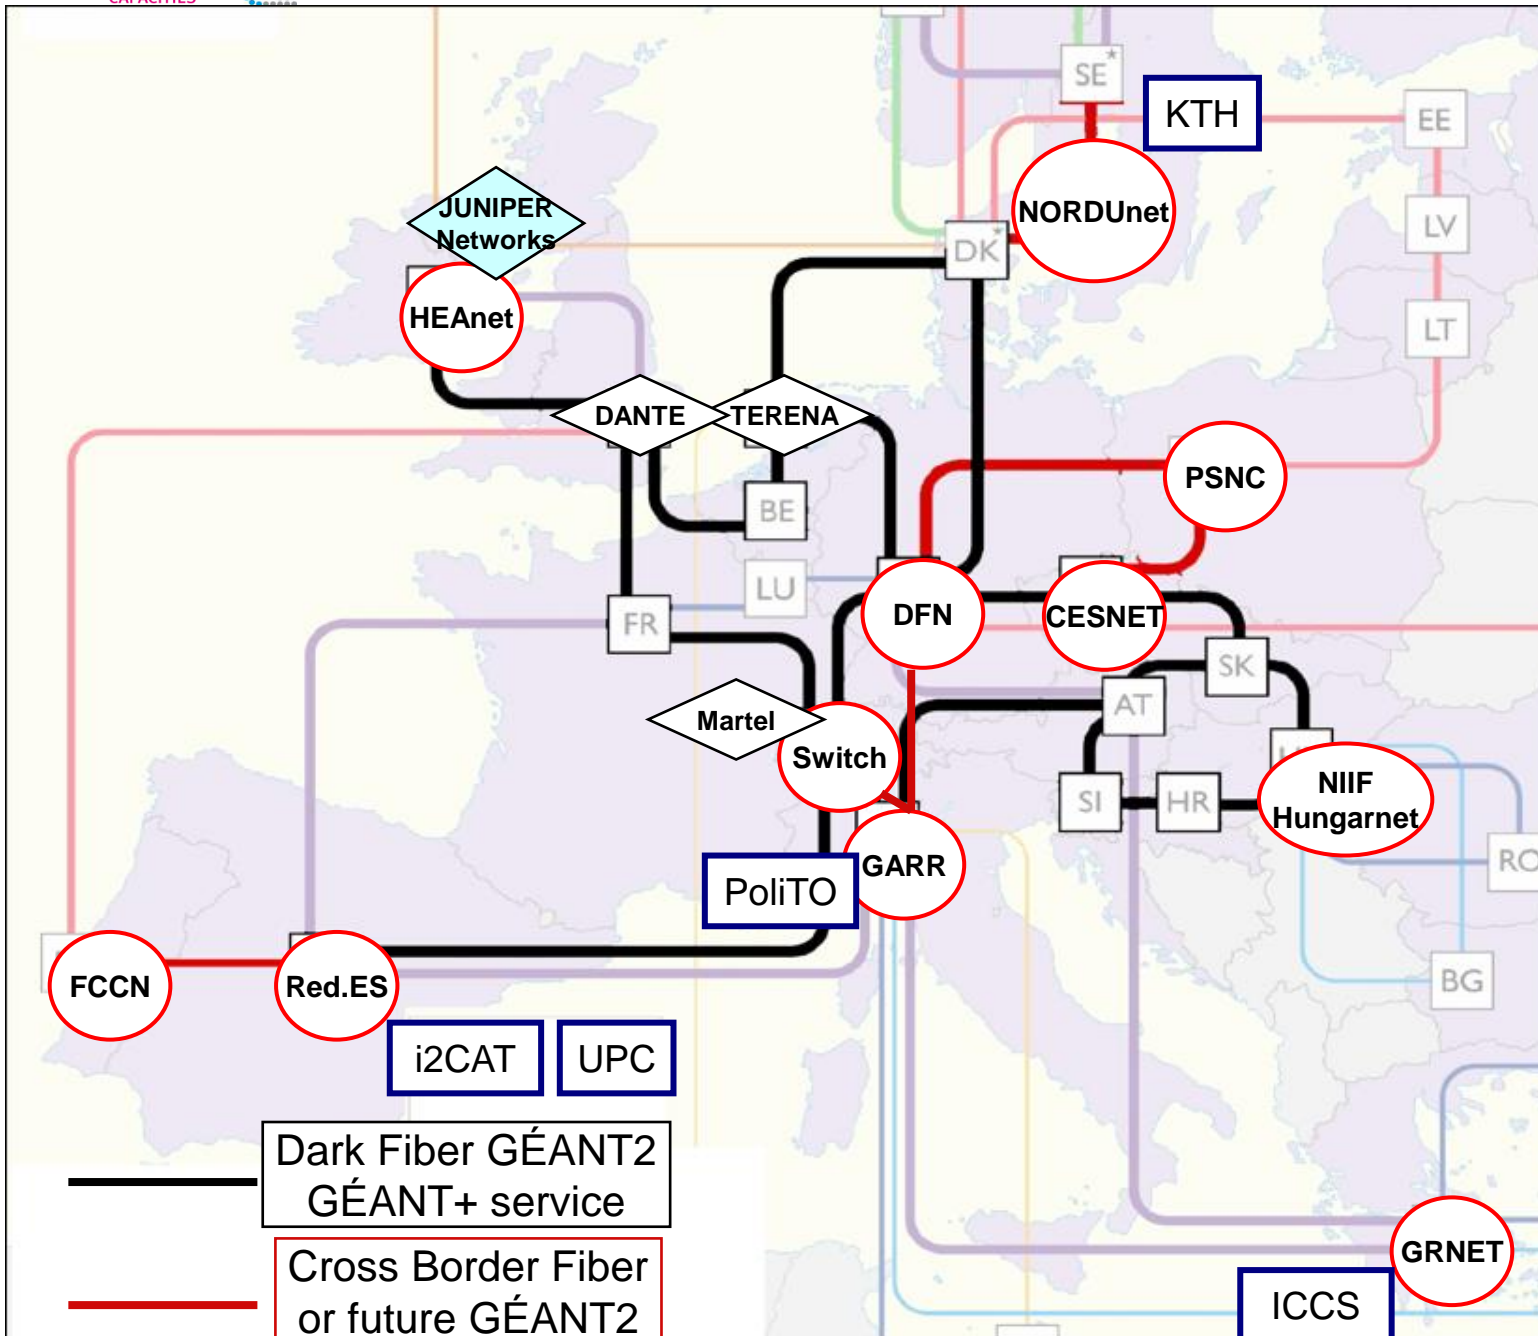 CAPACITIES
SE*
KTH
EE
JUNIPER
Networks
NORDUnet
LV
DK*
HEAnet
LT
DANTE
TERENA
PSNC
BE
LU
DFN
CESNET
FR
SK
AT
Martel
Switch
NIIF
Hungarnet
SI
HR
RO
GARR
PoliTO
FCCN
Red.ES
BG
i2CAT
UPC
Dark Fiber GÉANT2
GÉANT+ service
Cross Border Fiber
or future GÉANT2
GRNET
ICCS